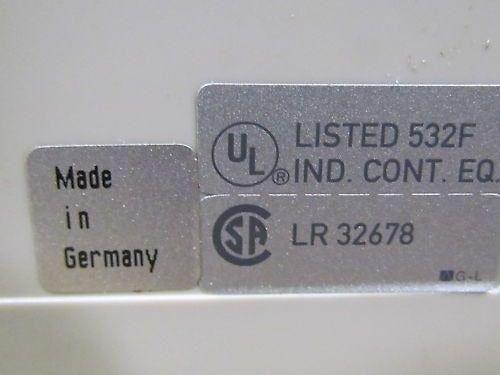 Made
in
Germany
UL® LISTED 532F
IND. CONT. EQ.
SA LR 32678
G-L